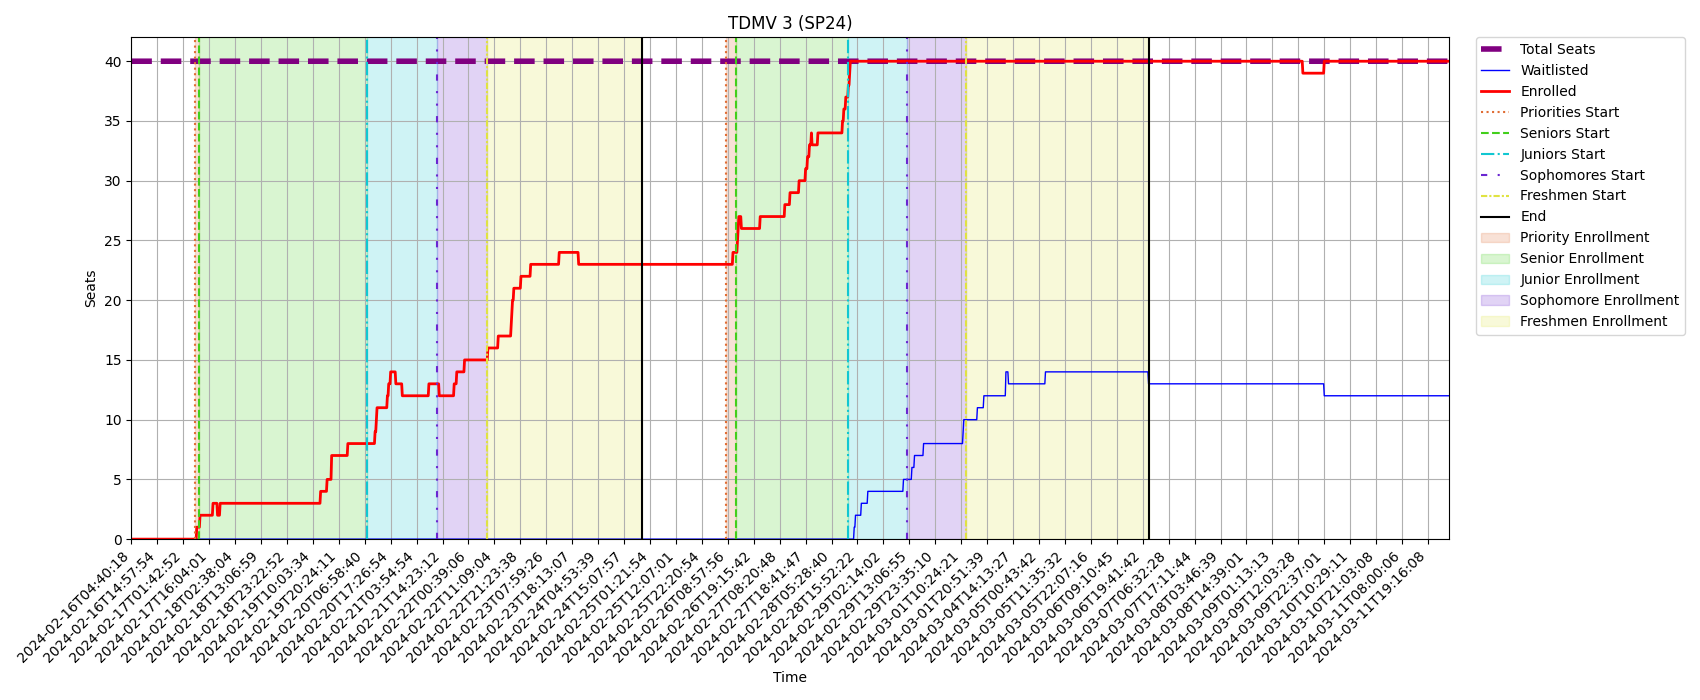 TDMV 3 (SP24)
Seats
40
35
30
25
20
15
10
5
0
2024-02-16T04:40:18
2024-02-16T14:57:54
2024-02-17T01:42:52
2024-02-17T16:04:01
2024-02-18T02:38:04
2024-02-18T13:06:59
2024-02-18T23:22:52
2024-02-19T10:03:34
2024-02-19T20:24:11
2024-02-20T06:58:40
2024-02-20T17:26:54
2024-02-21T03:54:54
2024-02-21T14:23:12
2024-02-22T00:39:06
2024-02-22T11:09:04
2024-02-22T21:23:38
2024-02-23T07:59:26
2024-02-23T18:13:07
2024-02-24T04:53:39
2024-02-24T15:07:57
2024-02-25T01:21:54
2024-02-25T12:07:01
2024-02-25T22:20:54
2024-02-26T08:57:56
2024-02-26T19:15:42
2024-02-27T08:20:48
2024-02-27T18:41:47
2024-02-28T05:28:40
2024-02-28T15:52:22
2024-02-29T02:14:02
2024-02-29T13:06:55
2024-02-29T23:35:10
2024-03-01T10:24:21
2024-03-01T20:51:39
2024-03-04T14:13:27
2024-03-05T00:43:42
2024-03-05T11:35:32
2024-03-05T22:07:16
2024-03-06T09:10:45
2024-03-06T19:41:42
2024-03-07T06:32:28
2024-03-07T17:11:44
2024-03-08T03:46:39
2024-03-08T14:39:01
2024-03-09T01:13:13
2024-03-09T12:03:28
2024-03-09T22:37:01
2024-03-10T10:29:11
2024-03-10T21:03:08
2024-03-11T08:00:06
2024-03-11T19:16:08
Time
Total Seats
Waitlisted
Enrolled
Priorities Start
Seniors Start
Juniors Start
Sophomores Start
Freshmen Start
End
Priority Enrollment
Senior Enrollment
Junior Enrollment
Sophomore Enrollment
Freshmen Enrollment